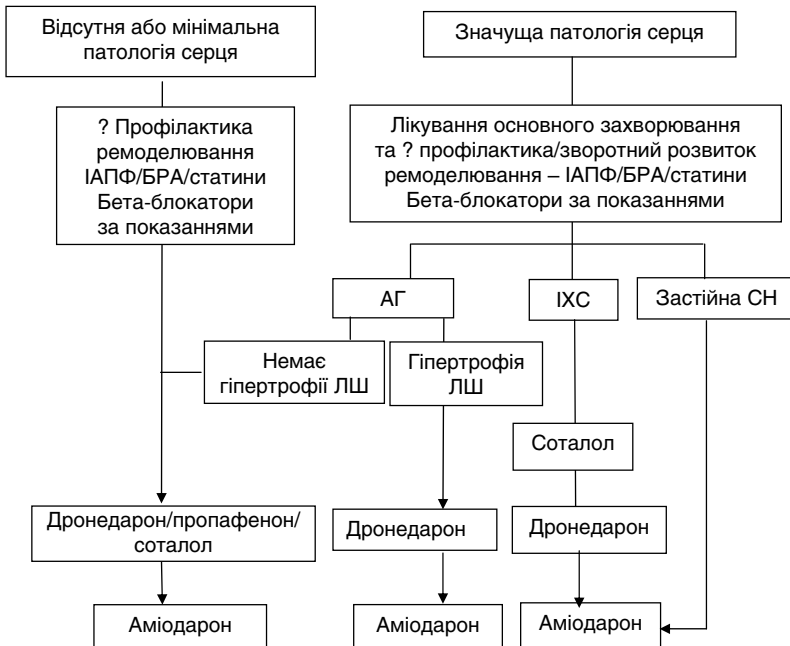 Відсутня або мінімальна
патологія серця
Значуща патологія серця
? Профілактика
ремоделювання
ІАПФ/БРА/статини
Бета-блокатори
за показаннями
Лікування основного захворювання
та ? профілактика/зворотний розвиток
ремоделювання – ІАПФ/БРА/статини
Бета-блокатори за показаннями
АГ
ІХС
Застійна СН
Немає
гіпертрофії ЛШ
Гіпертрофія
ЛШ
Соталол
Дронедарон/пропафенон/
соталол
Дронедарон
Дронедарон
Аміодарон
Аміодарон
Аміодарон